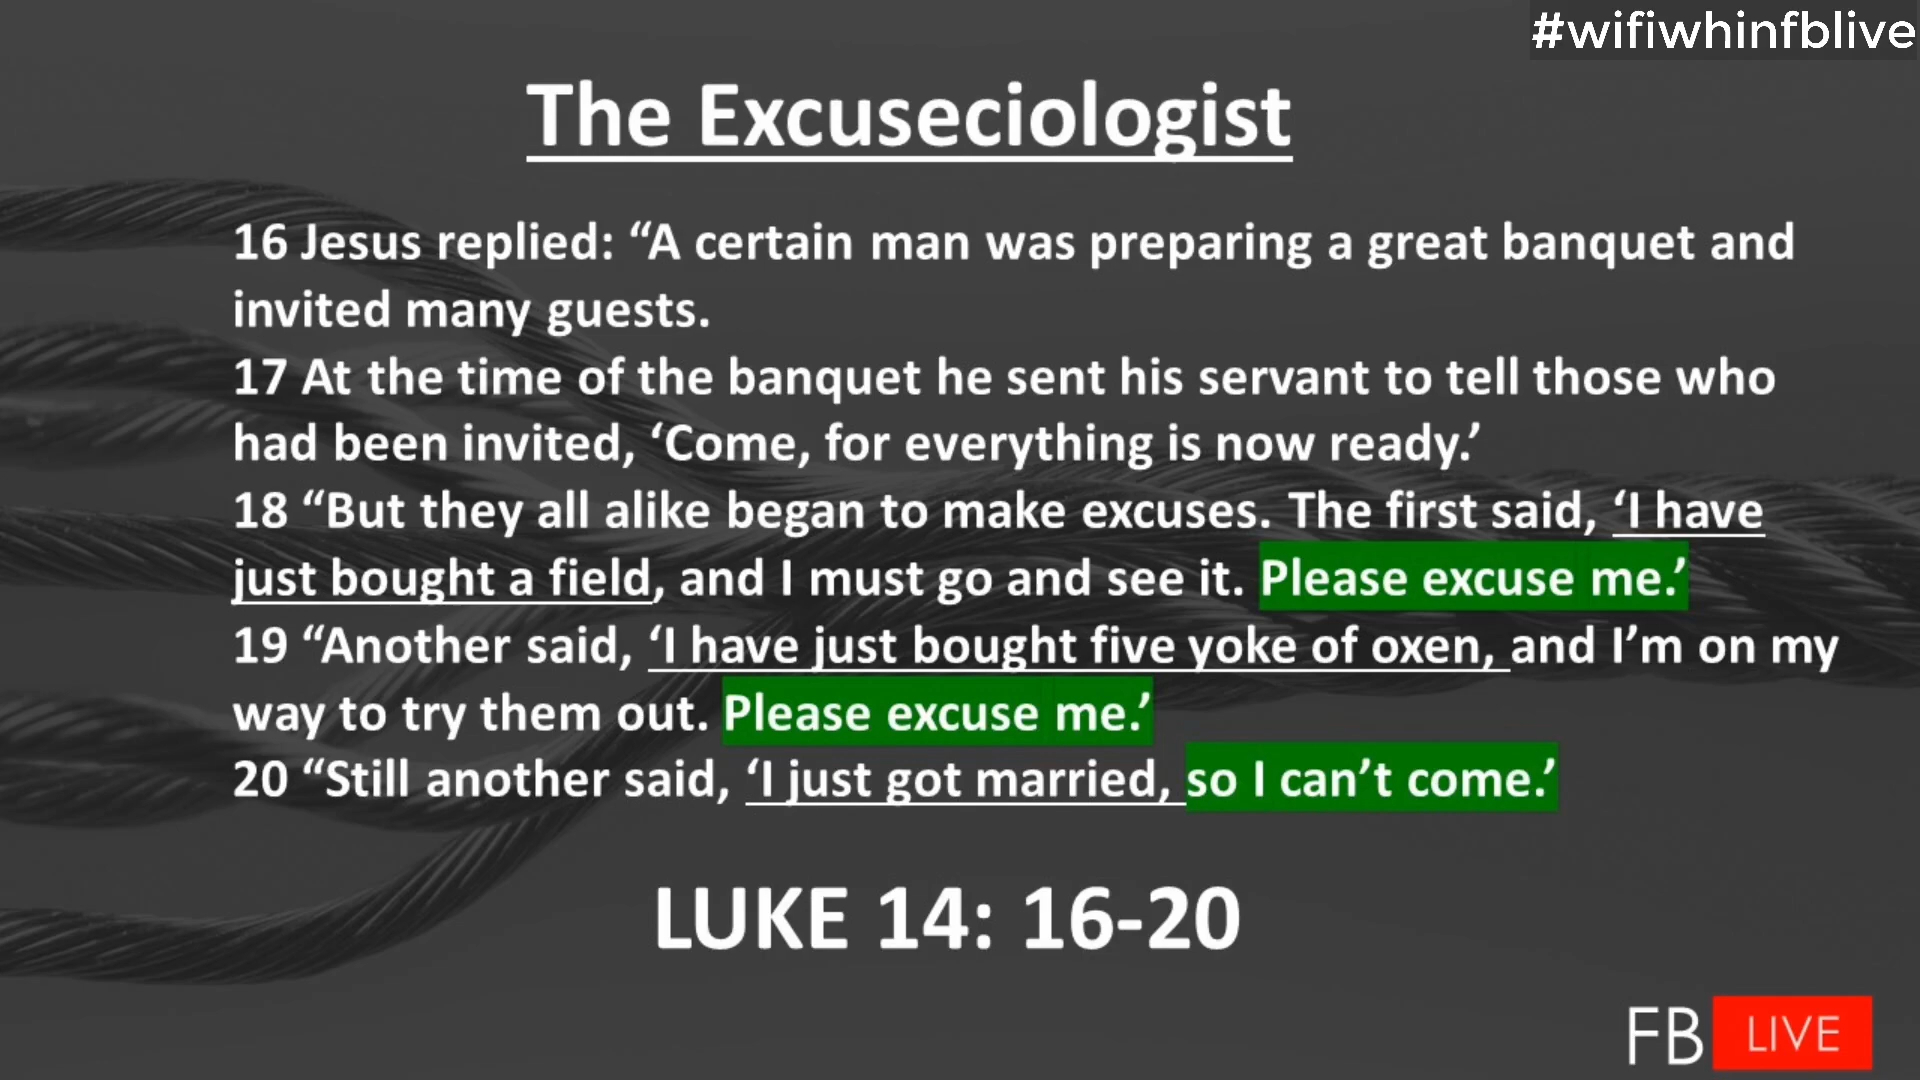 #wifiwhinfblive
The Excuseciologist
16 Jesus replied: “A certain man was preparing a great banquet and
invited many guests.
17 At the time of the banquet he sent his servant to tell those who
had been invited, ‘Come, for everything is now ready.’
18 “But they all alike began to make excuses. The first said, ‘I have
just bought a field, and I must go and see it. Please excuse me.’
19 “Another said, ‘I have just bought five yoke of oxen, and I’m on my
way to try them out. Please excuse me.’
20 “Still another said, ‘I just got married, so I can’t come.’
LUKE 14: 16-20
FB LIVE